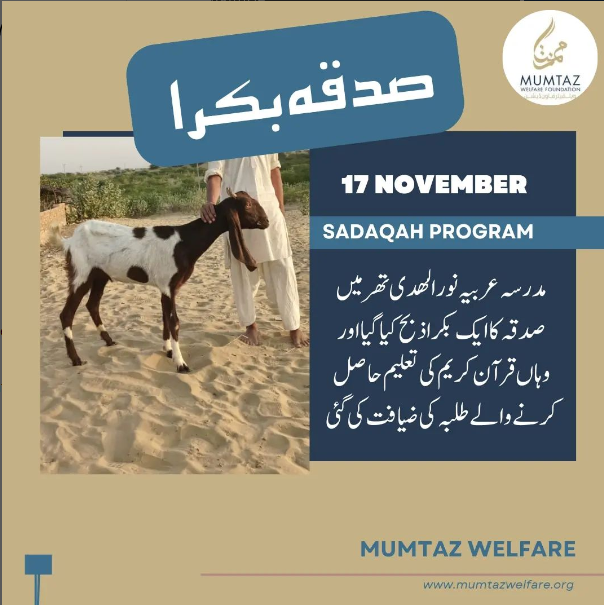 صدقہ بکرا
MUMTAZ
WELFARE FOUNDATION
17 NOVEMBER
SADAQAH PROGRAM
مدرسہ عربیہ نورالھدی تھر میں
صدقہ کا ایک بکرا ذبح کیا گیا اور
وہاں قرآن کریم کی تعلیم حاصل
کرنے والے طلبہ کی ضیافت کی گئی
MUMTAZ WELFARE
www.mumtazwelfare.org